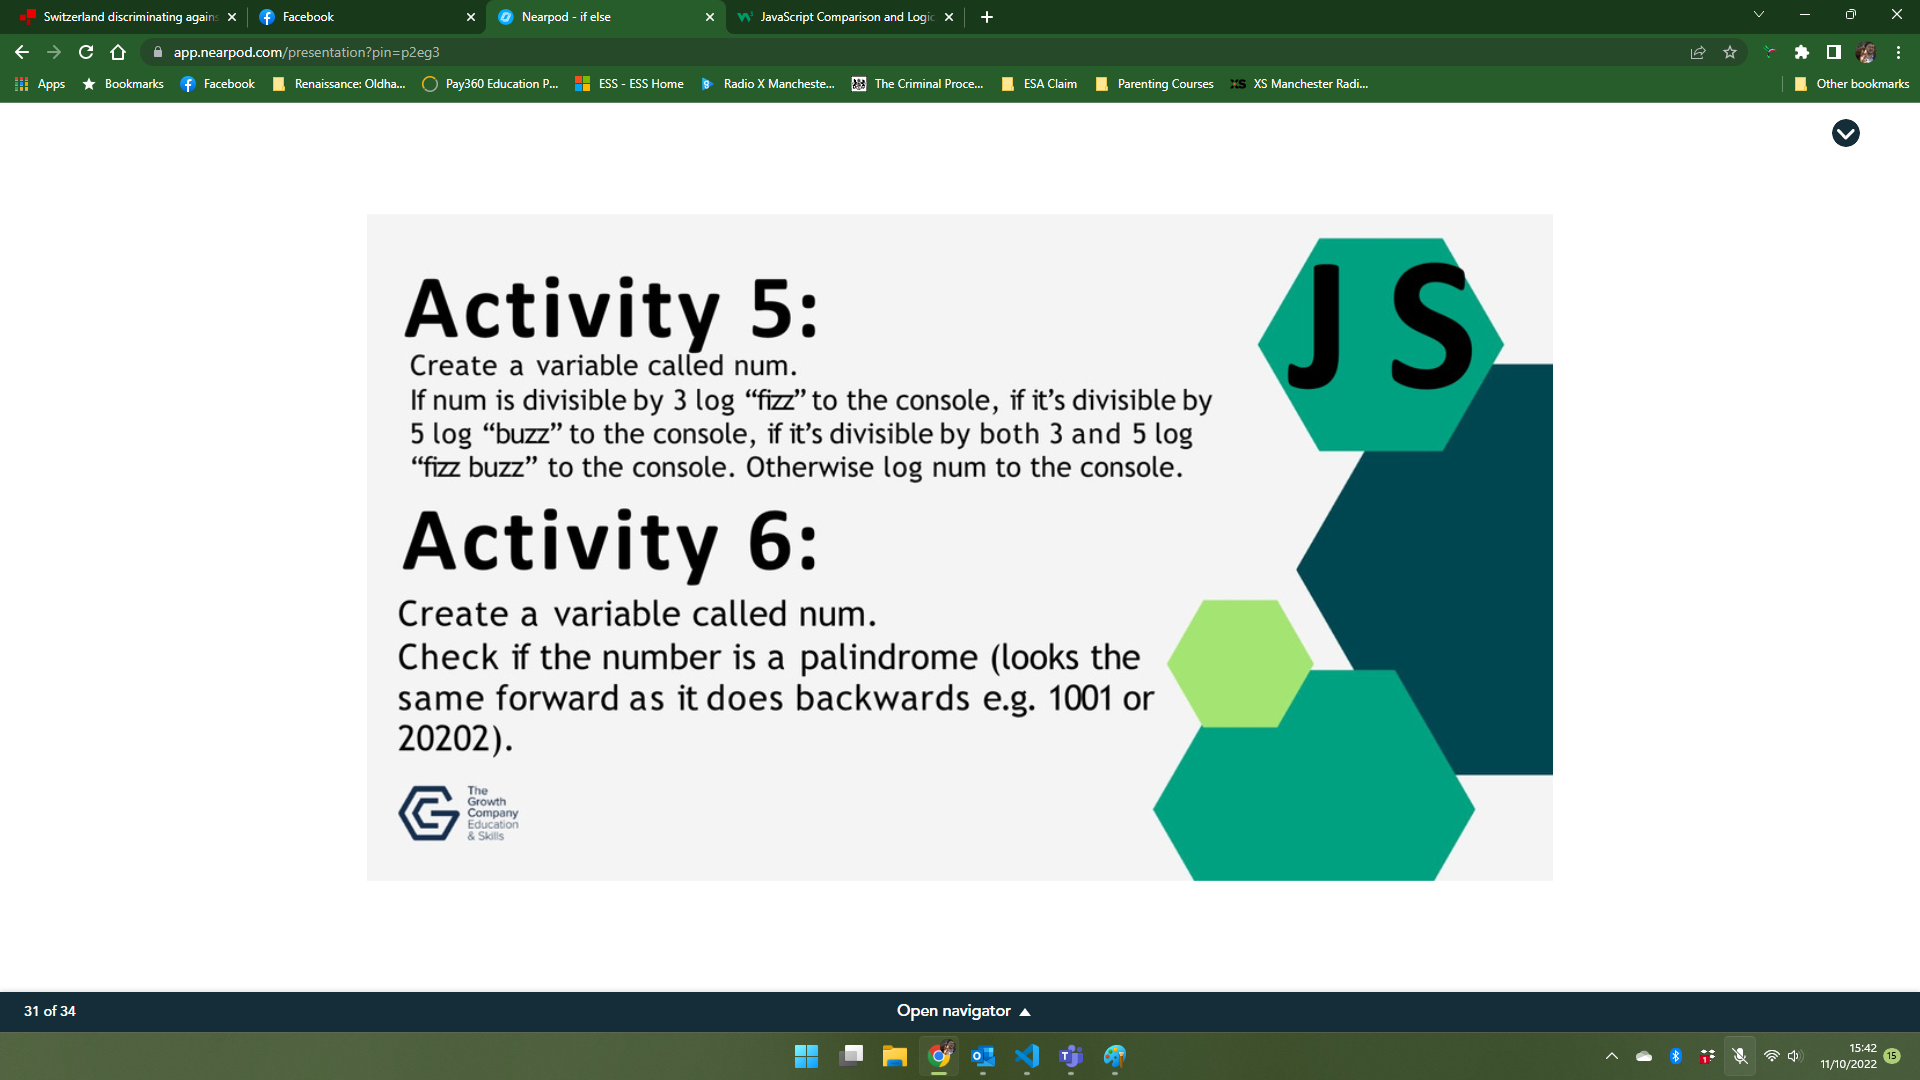 Switzerland discriminating agains
Facebook
Nearpod - if else
JavaScript Comparison and Logic
app.nearpod.com/presentation?pin=p2eg3
Apps
Bookmarks
Facebook
Renaissance: Oldha...
Pay360 Education P...
ESS - ESS Home
Radio X Mancheste...
The Criminal Proce...
ESA Claim
Parenting Courses
XS Manchester Radi...
Other bookmarks
Activity 5:
Create a variable called num.
If num is divisible by 3 log “fizz” to the console, if it’s divisible by
5 log “buzz” to the console, if it’s divisible by both 3 and 5 log
“fizz buzz” to the console. Otherwise log num to the console.
J S
Activity 6:
Create a variable called num.
Check if the number is a palindrome (looks the
same forward as it does backwards e.g. 1001 or
20202).
The
Growth
Company
Education
& Skills
31 of 34
Open navigator
15:42
11/10/2022
15